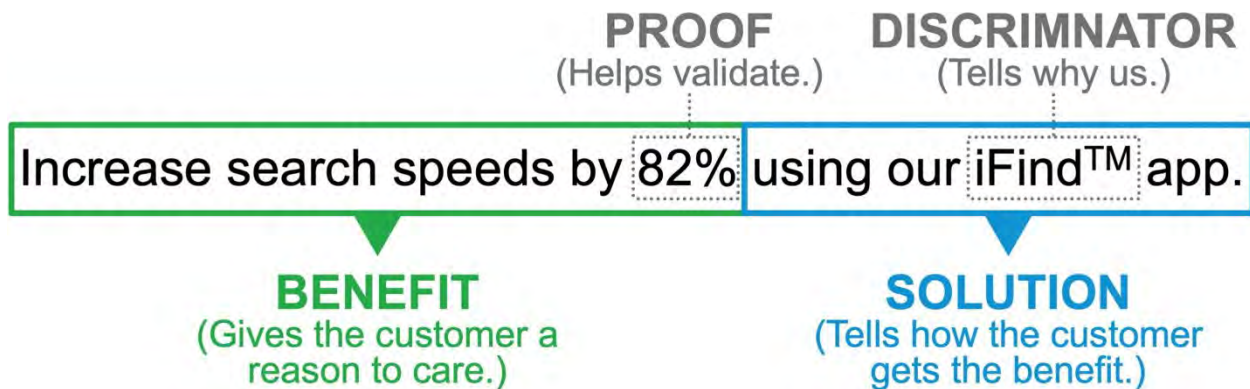 PROOF
(Helps validate.)
DISCRIMNATOR
(Tells why us.)
Increase search speeds by 82% using our iFind™ app.
BENEFIT
(Gives the customer a
reason to care.)
SOLUTION
(Tells how the customer
gets the benefit.)